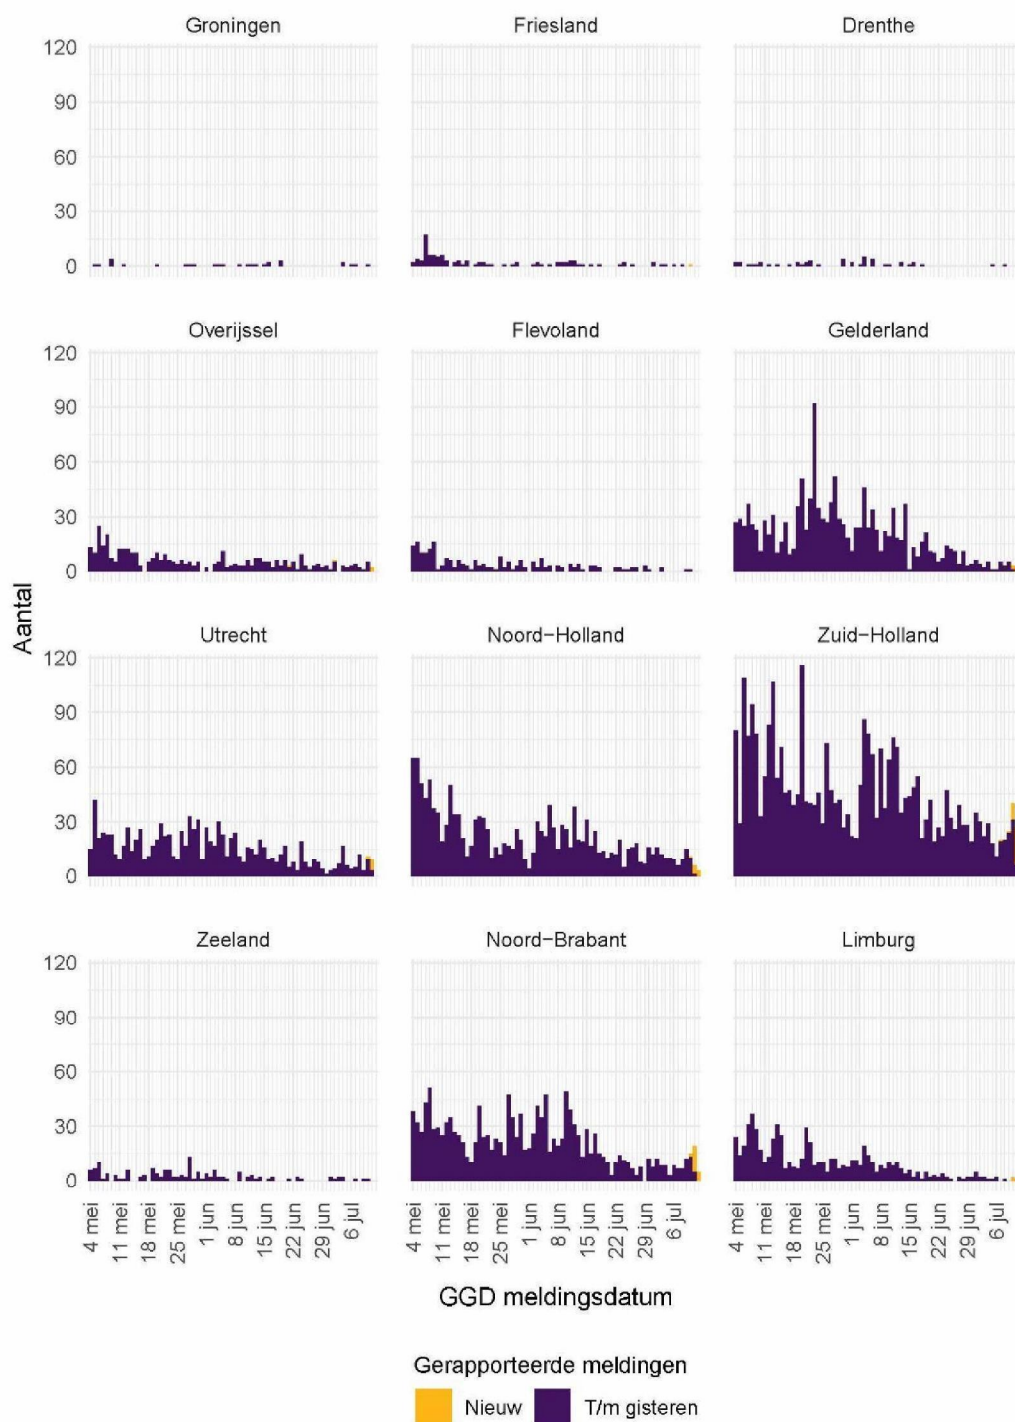 Groningen Friesland Drenthe
120
90
60
30
0
Overijssel Flevoland Gelderland
120
90
60
30
0
Aantal
Utrecht Noord-Holland Zuid-Holland
120
90
60
30
0
Zeeland Noord-Brabant Limburg
120
90
60
30
0
4 mei 11 mei 18 mei 25 mei 1 jun 8 jun 15 jun 22 jun 29 jun 6 jul 4 mei 11 mei 18 mei 25 mei 1 jun 8 jun 15 jun 22 jun 29 jun 6 jul 4 mei 11 mei 18 mei 25 mei 1 jun 8 jun 15 jun 22 jun 29 jun 6 jul
GGD meldingsdatum
Gerapporteerde meldingen
Nieuw T/m gisteren